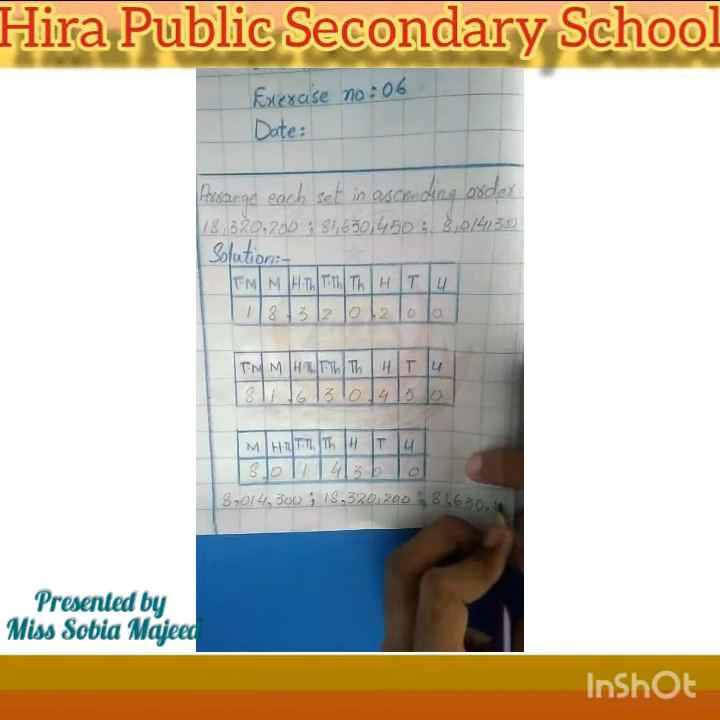 Hira Public Secondary School
Exercise no: 06
Date:
Arrange each set in ascending order
18,320,200 ; 81,630,450 ; 8,014,300
Solution:-
T-M M H-Th T-Th Th H T U
1 8, 3 2 0, 2 0 0
T-M M H-Th T-Th Th H T U
8 1, 6 3 0, 4 5 0
M H-Th T-Th Th H T U
8, 0 1 4, 3 0 0
8,014,300 ; 18,320,200 ; 81,630,4
Presented by
Miss Sobia Majeed
InShOt